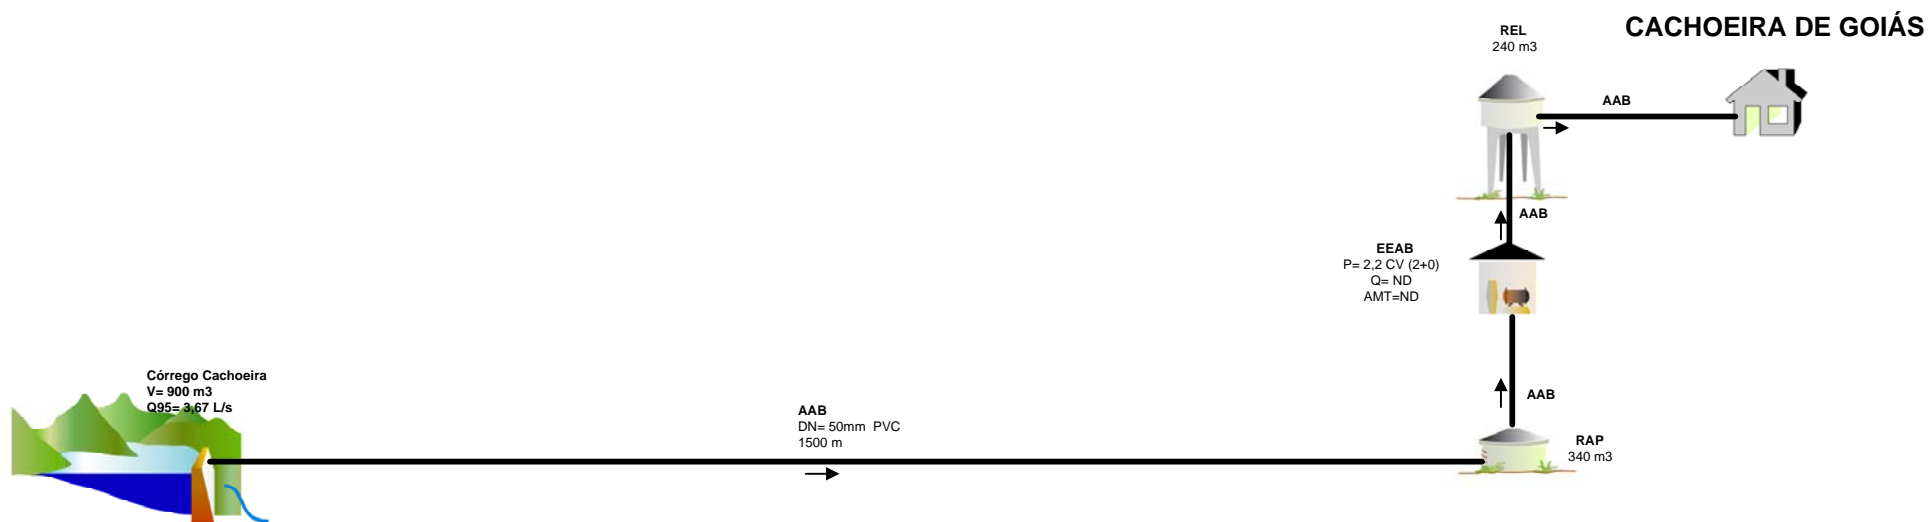 CACHOEIRA DE GOIÁS
REL
240 m3
AAB
AAB
EEAB
P= 2,2 CV (2+0)
Q= ND
AMT=ND
Córrego Cachoeira
V= 900 m3
Q95= 3,67 L/s
AAB
AAB
DN= 50mm PVC
1500 m
RAP
340 m3